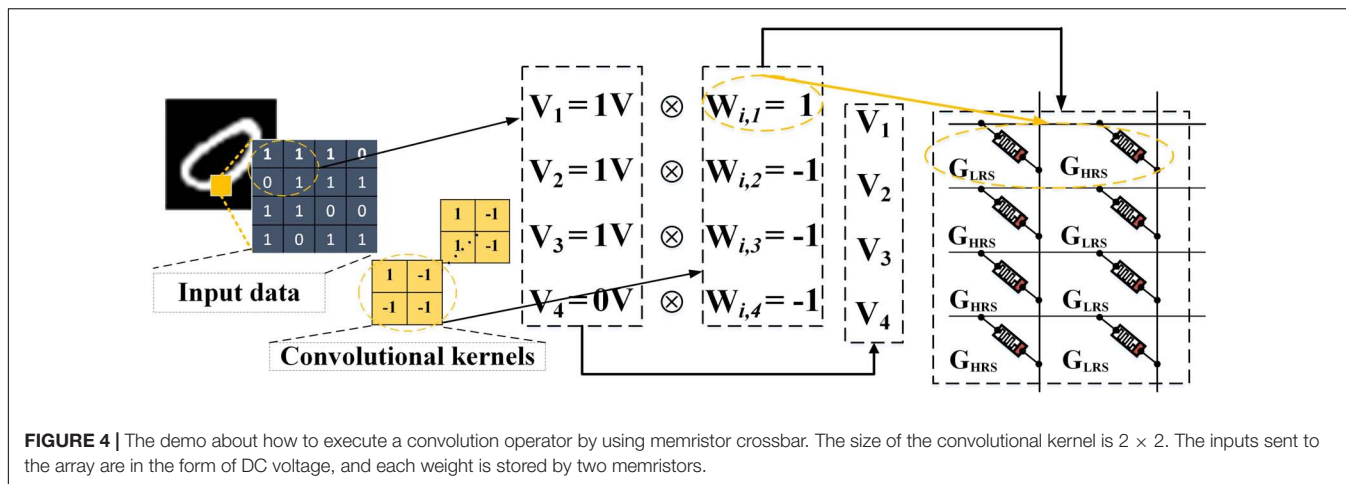 1 1 1 0
0 1 1 1
1 1 0 0
1 0 1 1
Input data
1 -1
1 -1
1 -1
-1 -1
Convolutional kernels
V1 = 1V ⊗ Wi,1 = 1
V2 = 1V ⊗ Wi,2 = -1
V3 = 1V ⊗ Wi,3 = -1
V4 = 0V ⊗ Wi,4 = -1
V1
V2
V3
V4
GLRS GHRS
GHRS GLRS
GHRS GLRS
GHRS GLRS
FIGURE 4 | The demo about how to execute a convolution operator by using memristor crossbar. The size of the convolutional kernel is 2 × 2. The inputs sent to
the array are in the form of DC voltage, and each weight is stored by two memristors.